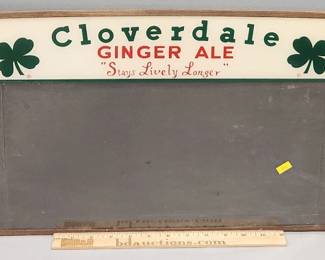 Cloverdale
GINGER ALE
"Stays Lively Longer"
bdauctions.com